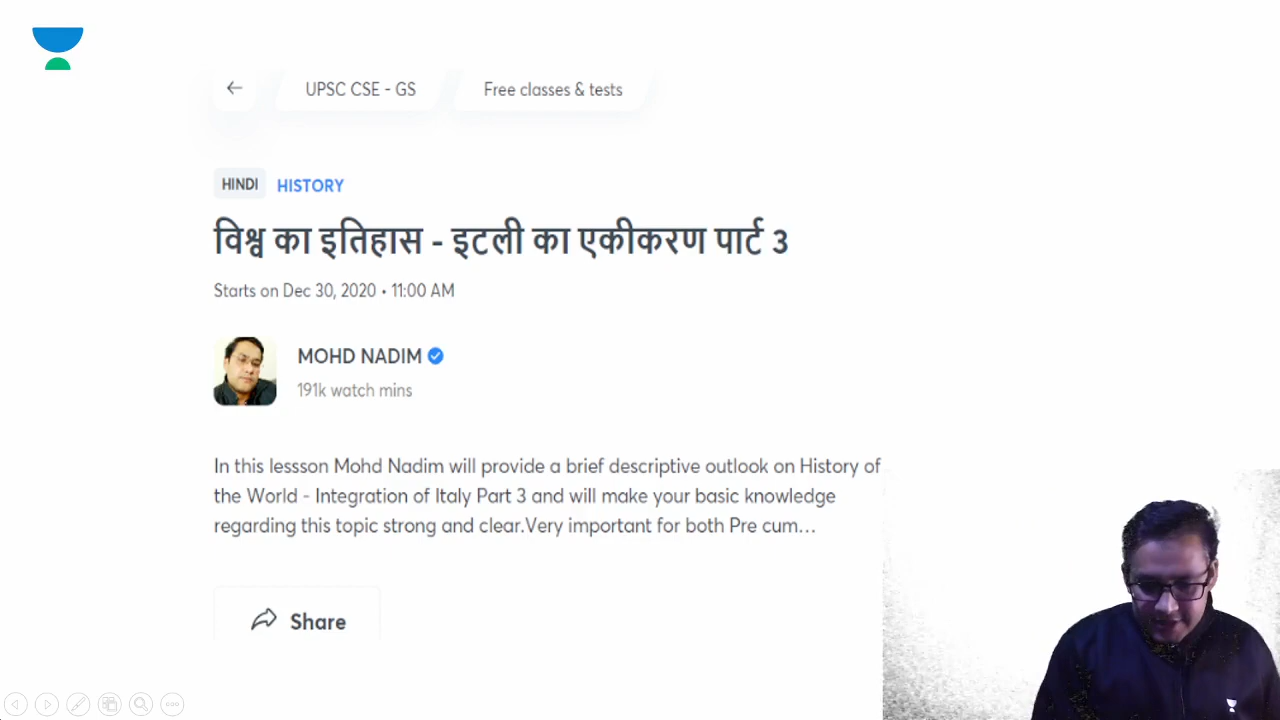 UPSC CSE - GS
Free classes & tests
HINDI HISTORY
विश्व का इतिहास - इटली का एकीकरण पार्ट 3
Starts on Dec 30, 2020 • 11:00 AM
MOHD NADIM
191k watch mins
In this lessson Mohd Nadim will provide a brief descriptive outlook on History of
the World - Integration of Italy Part 3 and will make your basic knowledge
regarding this topic strong and clear.Very important for both Pre cum...
Share